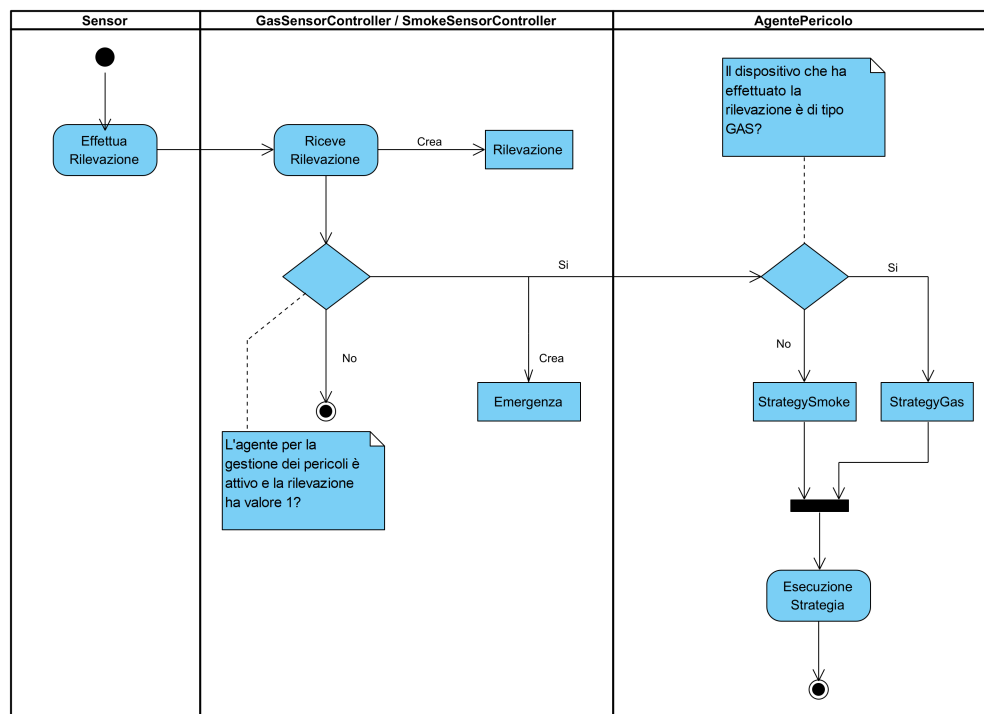 Sensor
GasSensorController / SmokeSensorController
AgentePericolo
Il dispositivo che ha
effettuato la
rilevazione è di tipo
GAS?
Effettua
Rilevazione
Riceve
Rilevazione
Crea
Rilevazione
Si
Si
No
Crea
No
Emergenza
StrategySmoke
StrategyGas
L'agente per la
gestione dei pericoli è
attivo e la rilevazione
ha valore 1?
Esecuzione
Strategia